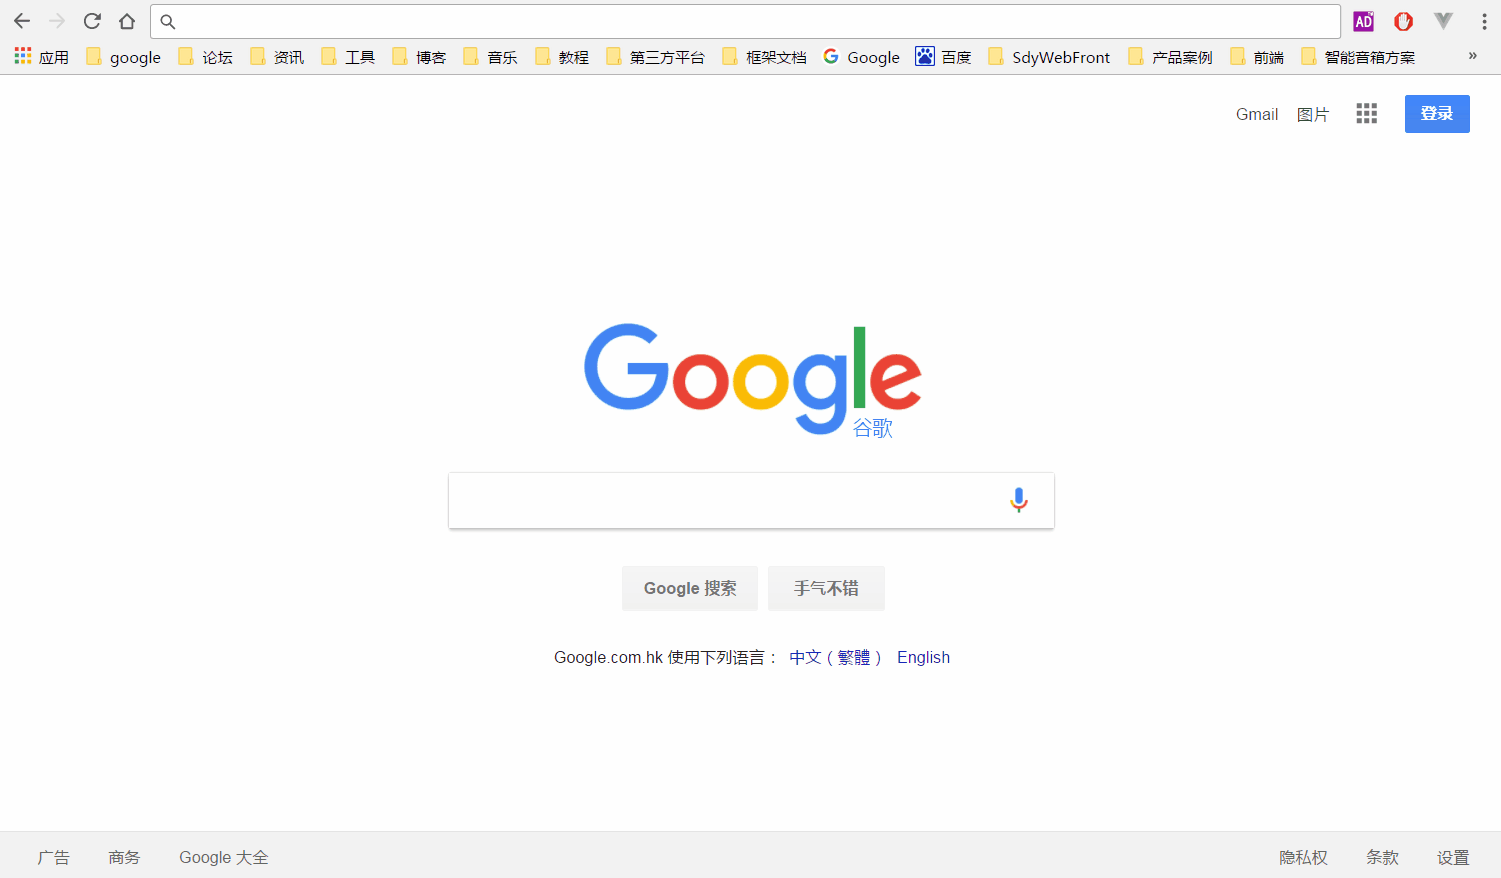 AD
应用 google 论坛 资讯 工具 博客 音乐 教程 第三方平台 框架文档 Google 百度 SdyWebFront 产品案例 前端 智能音箱方案 »
Gmail 图片 登录
Google
谷歌
Google 搜索 手气不错
Google.com.hk 使用下列语言： 中文（繁體） English
广告 商务 Google 大全 隐私权 条款 设置